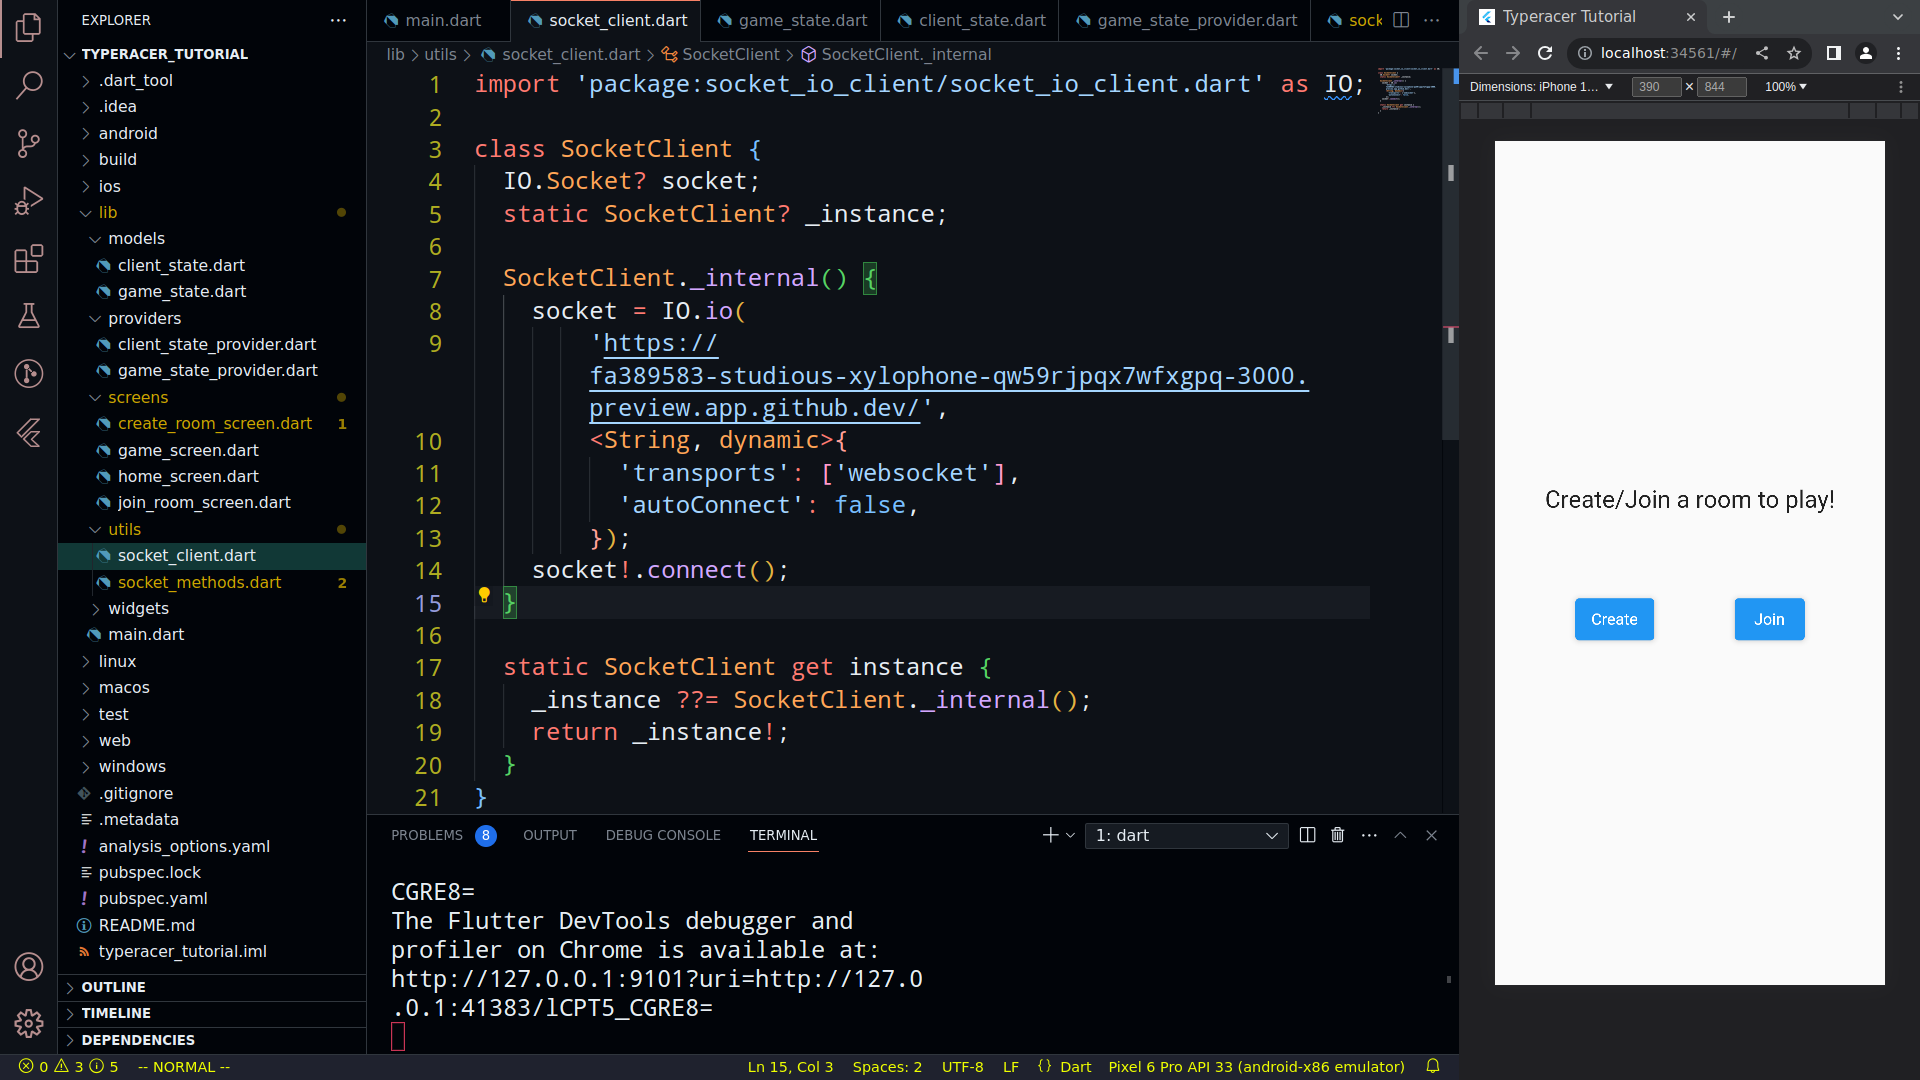 EXPLORER
TYPERACER_TUTORIAL
.dart_tool
.idea
android
build
ios
lib
models
client_state.dart
game_state.dart
providers
client_state_provider.dart
game_state_provider.dart
screens
create_room_screen.dart 1
game_screen.dart
home_screen.dart
join_room_screen.dart
utils
socket_client.dart
socket_methods.dart 2
widgets
main.dart
linux
macos
test
web
windows
.gitignore
.metadata
! analysis_options.yaml
pubspec.lock
! pubspec.yaml
README.md
typeracer_tutorial.iml
OUTLINE
TIMELINE
DEPENDENCIES
main.dart socket_client.dart game_state.dart client_state.dart game_state_provider.dart sock
lib > utils > socket_client.dart > SocketClient > SocketClient._internal
1 import 'package:socket_io_client/socket_io_client.dart' as IO;
2
3 class SocketClient {
4 IO.Socket? socket;
5 static SocketClient? _instance;
6
7 SocketClient._internal() {
8 socket = IO.io(
9 'https://
fa389583-studious-xylophone-qw59rjpqx7wfxgpq-3000.
preview.app.github.dev/',
10 <String, dynamic>{
11 'transports': ['websocket'],
12 'autoConnect': false,
13 });
14 socket!.connect();
15 }
16
17 static SocketClient get instance {
18 _instance ??= SocketClient._internal();
19 return _instance!;
20 }
21 }
PROBLEMS 8 OUTPUT DEBUG CONSOLE TERMINAL 1: dart
CGRE8=
The Flutter DevTools debugger and
profiler on Chrome is available at:
http://127.0.0.1:9101?uri=http://127.0
.0.1:41383/lCPT5_CGRE8=
0 3 5 -- NORMAL -- Ln 15, Col 3 Spaces: 2 UTF-8 LF {} Dart Pixel 6 Pro API 33 (android-x86 emulator)
Typeracer Tutorial
localhost:34561/#/
Dimensions: iPhone 1... 390 × 844 100%
Create/Join a room to play!
Create Join